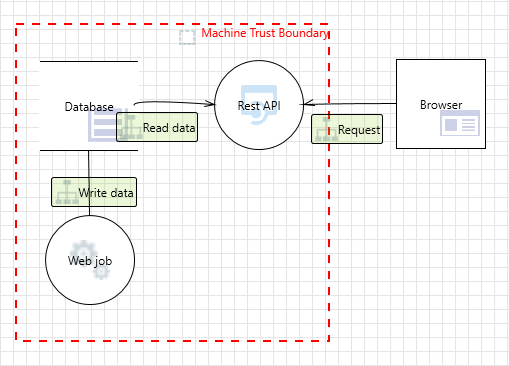 Machine Trust Boundary
Database
Rest API
Browser
Read data
Request
Write data
Web job